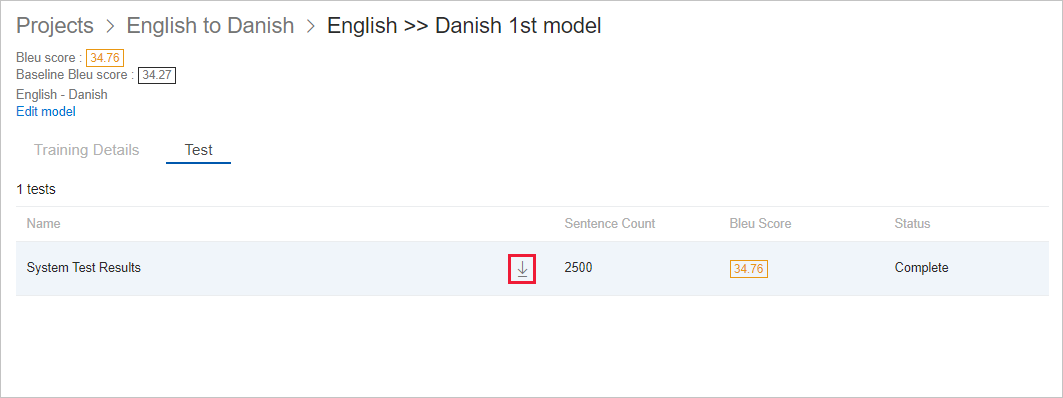 Projects > English to Danish > English >> Danish 1st model
Bleu score : 34.76
Baseline Bleu score : 34.27
English - Danish
Edit model
Training Details Test
1 tests
Name Sentence Count Bleu Score Status
System Test Results 2500 34.76 Complete